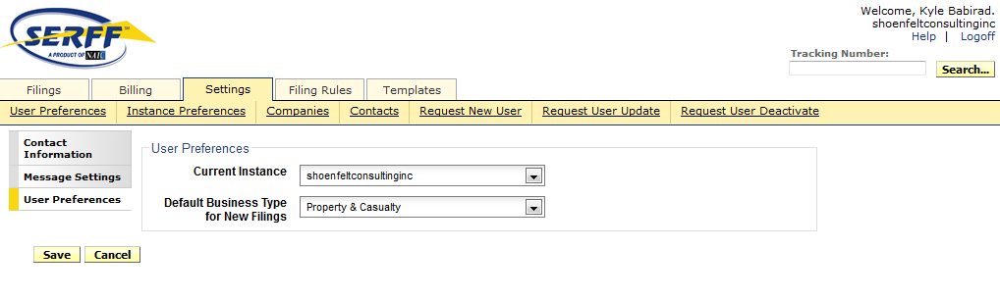 SERFF™
A PRODUCT OF NAIC
Welcome, Kyle Babirad.
shoenfeltconsultinginc
Help | Logoff
Tracking Number:
Search...
Filings Billing Settings Filing Rules Templates
User Preferences Instance Preferences Companies Contacts Request New User Request User Update Request User Deactivate
Contact
Information
Message Settings
User Preferences
User Preferences
Current Instance shoenfeltconsultinginc
Default Business Type Property & Casualty
for New Filings
Save Cancel